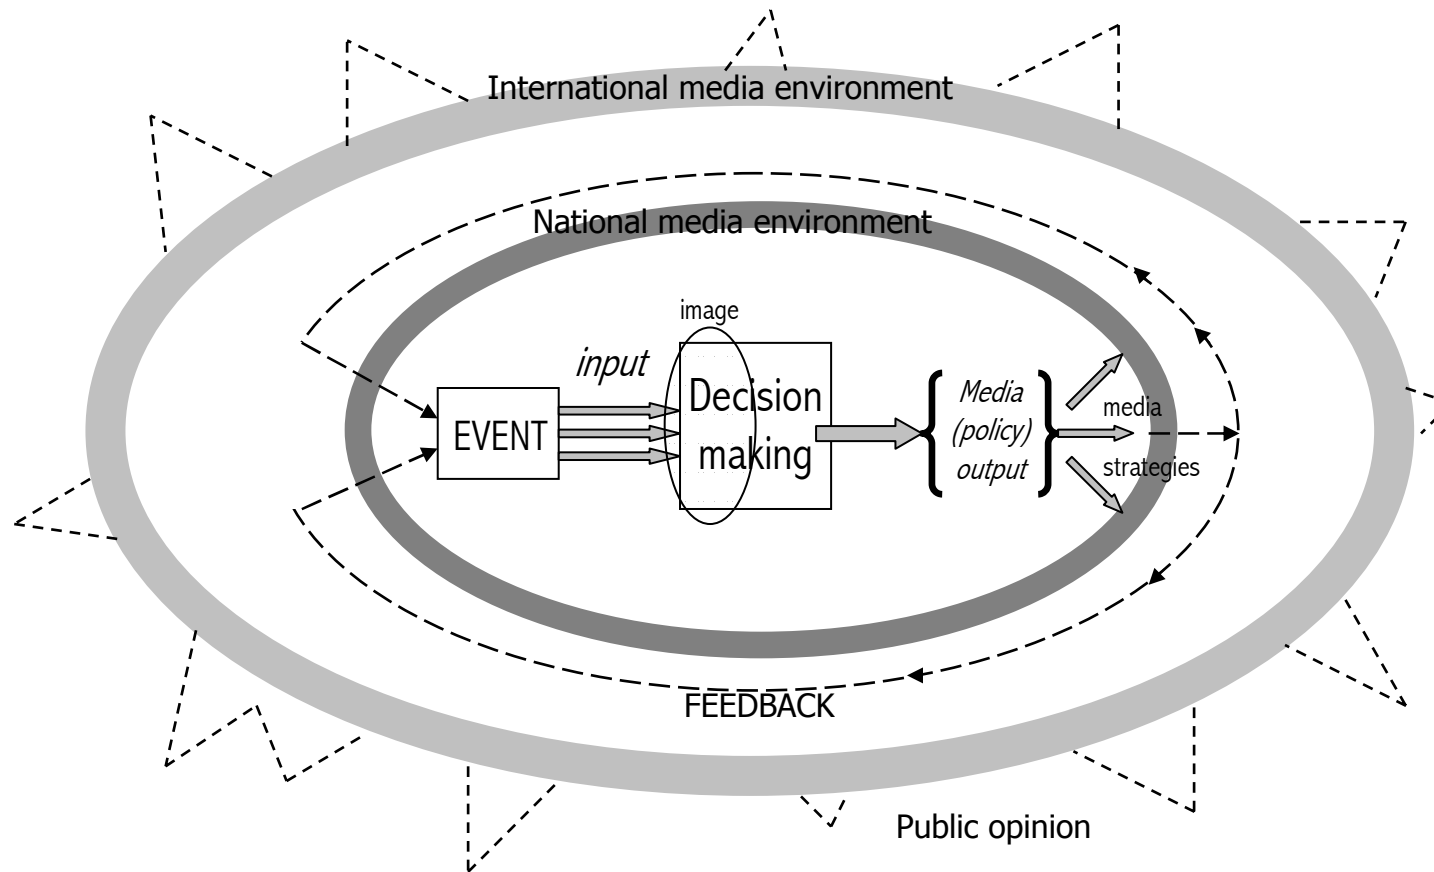 International media environment
National media environment
image
input
EVENT
Decision
making
Media
(policy)
output
media
strategies
FEEDBACK
Public opinion